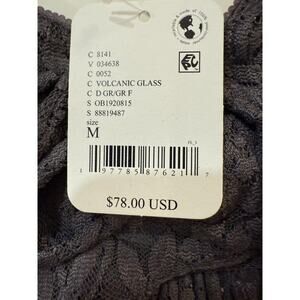 C 8141
V 034638
C 0052
C VOLCANIC GLASS
C D GR/GR F
S OB1920815
S 88819487
size
M
1 97785 87621 7
$78.00 USD